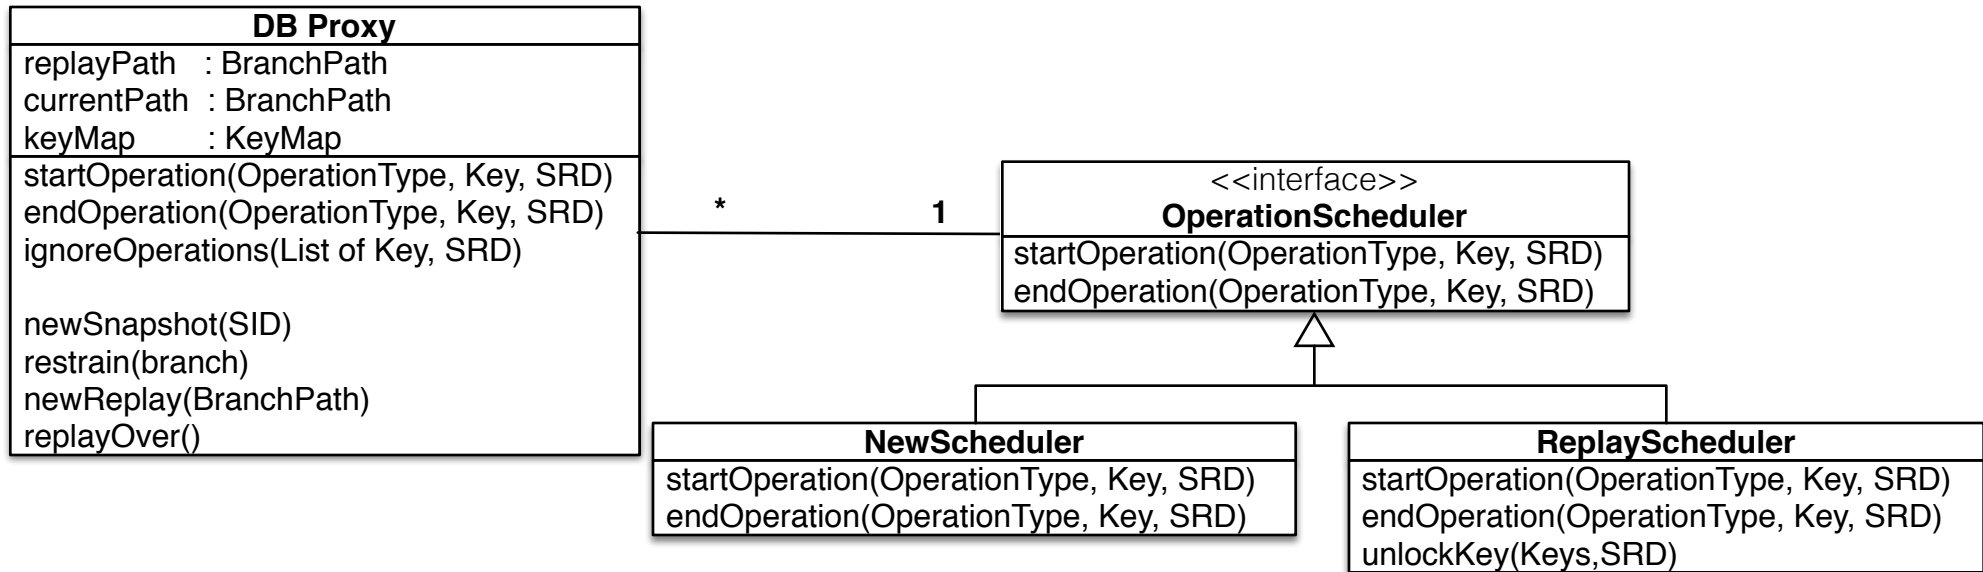 DB Proxy
replayPath : BranchPath
currentPath : BranchPath
keyMap : KeyMap
startOperation(OperationType, Key, SRD)
endOperation(OperationType, Key, SRD)
ignoreOperations(List of Key, SRD)
newSnapshot(SID)
restrain(branch)
newReplay(BranchPath)
replayOver()
* 1
<<interface>>
OperationScheduler
startOperation(OperationType, Key, SRD)
endOperation(OperationType, Key, SRD)
NewScheduler
startOperation(OperationType, Key, SRD)
endOperation(OperationType, Key, SRD)
ReplayScheduler
startOperation(OperationType, Key, SRD)
endOperation(OperationType, Key, SRD)
unlockKey(Keys,SRD)